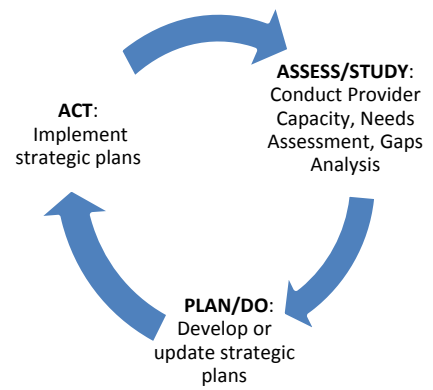 ASSESS/STUDY:
Conduct Provider
Capacity, Needs
Assessment, Gaps
Analysis
PLAN/DO:
Develop or
update strategic
plans
ACT:
Implement
strategic plans